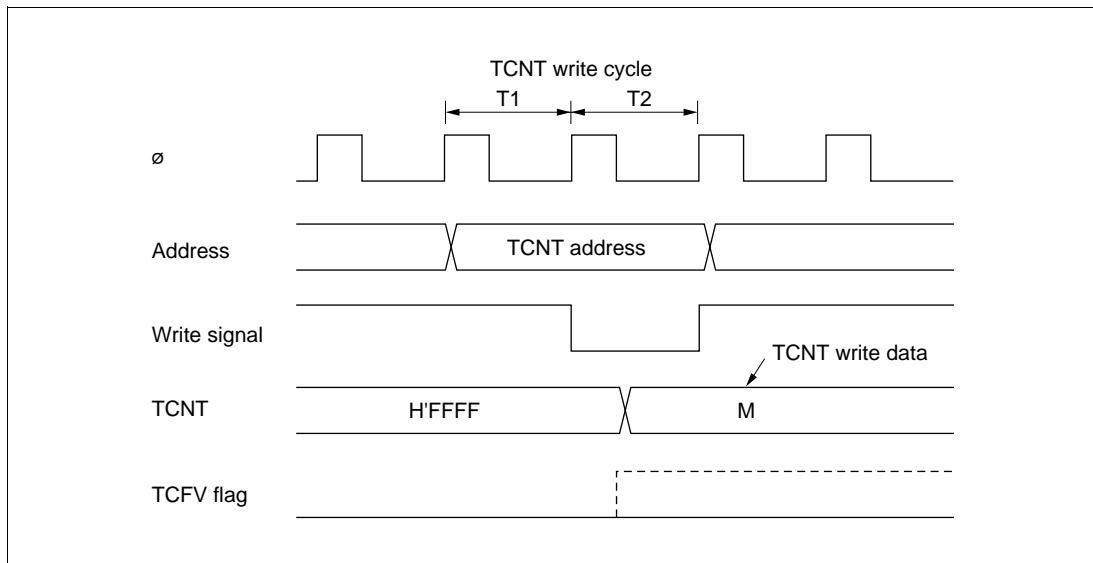 TCNT write cycle
T1 T2
ø
Address TCNT address
Write signal
TCNT write data
TCNT H'FFFF M
TCFV flag